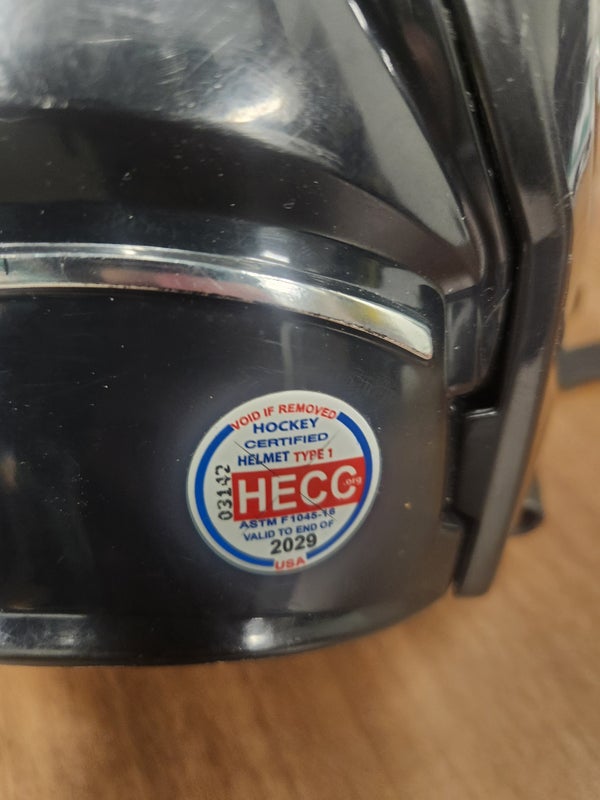 VOID IF REMOVED
HOCKEY
CERTIFIED
HELMET TYPE 1
03142
HECC.org
ASTM F1045-18
VALID TO END OF
2029
USA